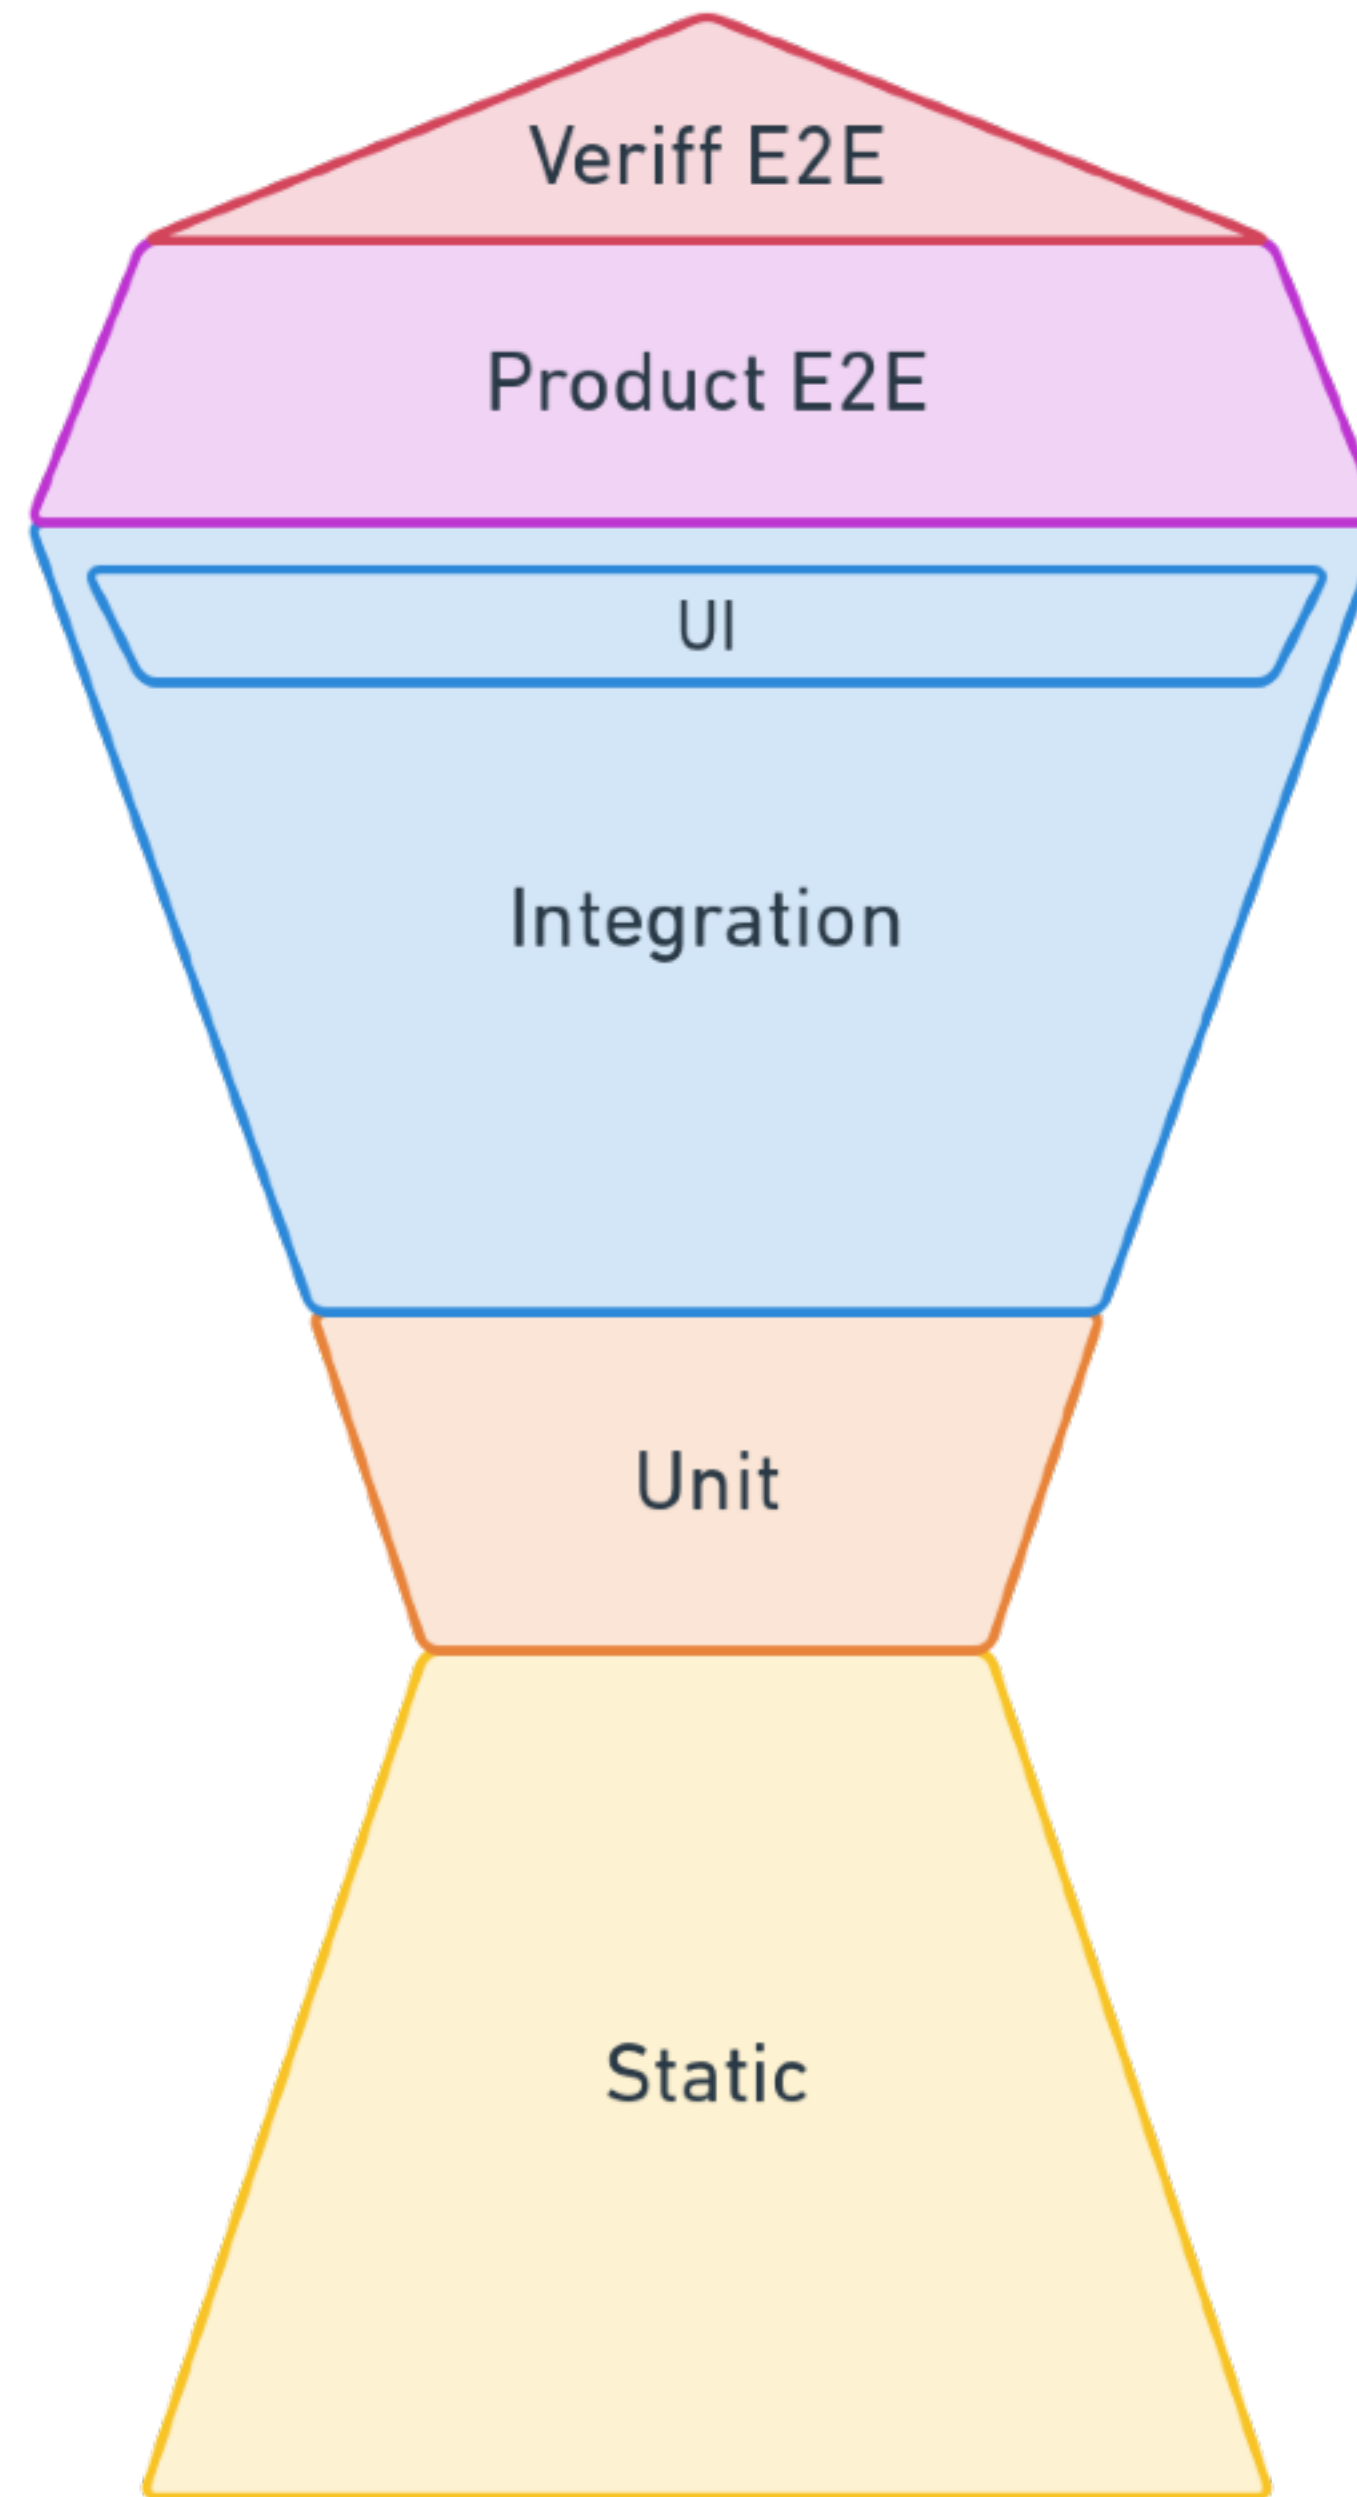 Veriff E2E
Product E2E
UI
Integration
Unit
Static